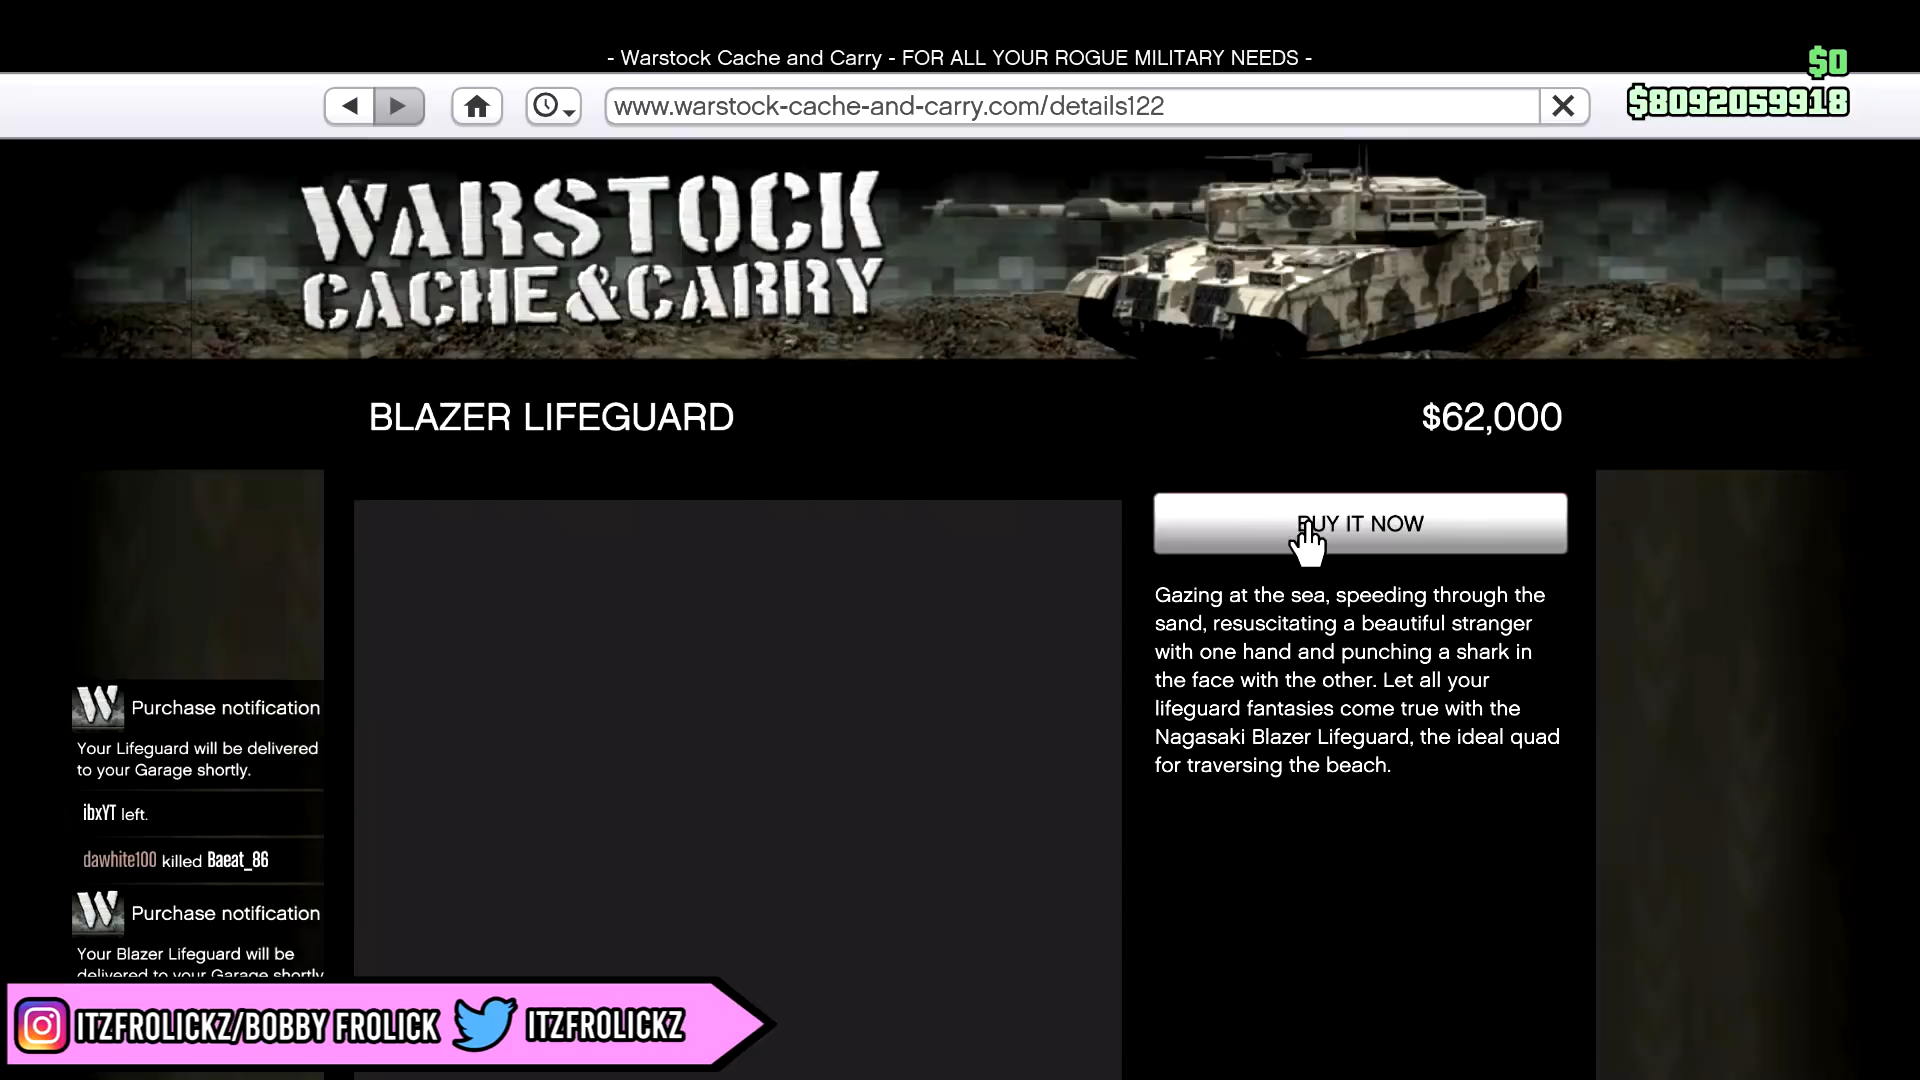 - Warstock Cache and Carry - FOR ALL YOUR ROGUE MILITARY NEEDS -
$0
www.warstock-cache-and-carry.com/details122
$8092059918
WARSTOCK
CACHE & CARRY
BLAZER LIFEGUARD
$62,000
BUY IT NOW
Gazing at the sea, speeding through the
sand, resuscitating a beautiful stranger
with one hand and punching a shark in
the face with the other. Let all your
lifeguard fantasies come true with the
Nagasaki Blazer Lifeguard, the ideal quad
for traversing the beach.
W Purchase notification
Your Lifeguard will be delivered
to your Garage shortly.
ibxYT left.
dawhite100 killed Baeat_86
W Purchase notification
Your Blazer Lifeguard will be
delivered to your Garage shortly
ITZFROLICKZ/BOBBY FROLICK ITZFROLICKZ